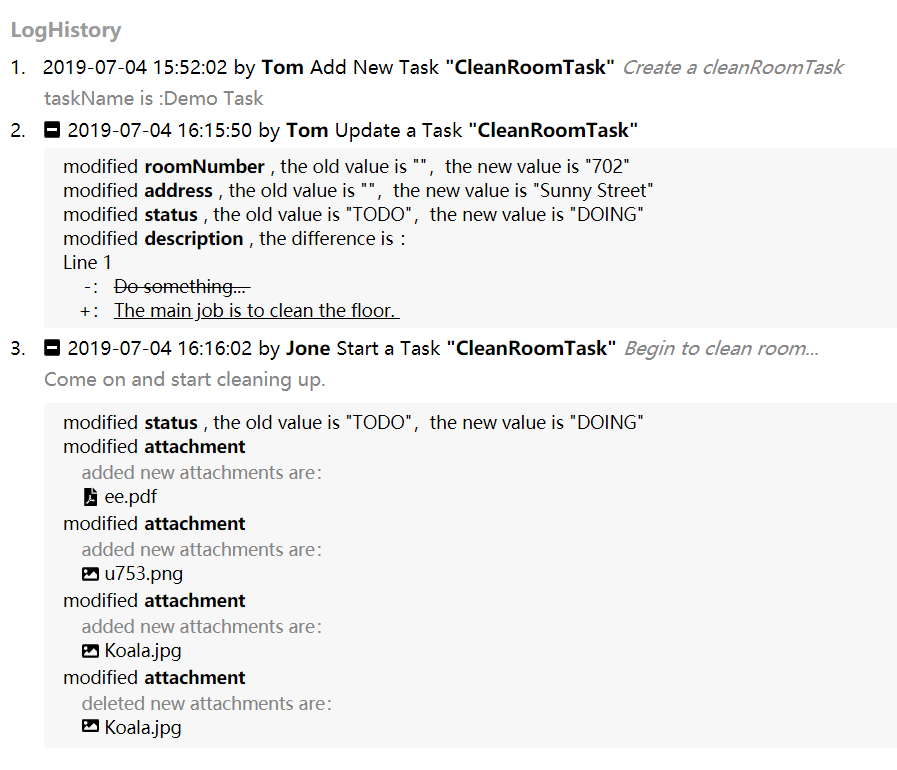 LogHistory
1. 2019-07-04 15:52:02 by Tom Add New Task "CleanRoomTask" Create a cleanRoomTask
taskName is :Demo Task
2. 2019-07-04 16:15:50 by Tom Update a Task "CleanRoomTask"
modified roomNumber , the old value is "", the new value is "702"
modified address , the old value is "", the new value is "Sunny Street"
modified status , the old value is "TODO", the new value is "DOING"
modified description , the difference is :
Line 1
-: Do something...
+: The main job is to clean the floor.
3. 2019-07-04 16:16:02 by Jone Start a Task "CleanRoomTask" Begin to clean room...
Come on and start cleaning up.
modified status , the old value is "TODO", the new value is "DOING"
modified attachment
added new attachments are:
ee.pdf
modified attachment
added new attachments are:
u753.png
modified attachment
added new attachments are:
Koala.jpg
modified attachment
deleted new attachments are:
Koala.jpg